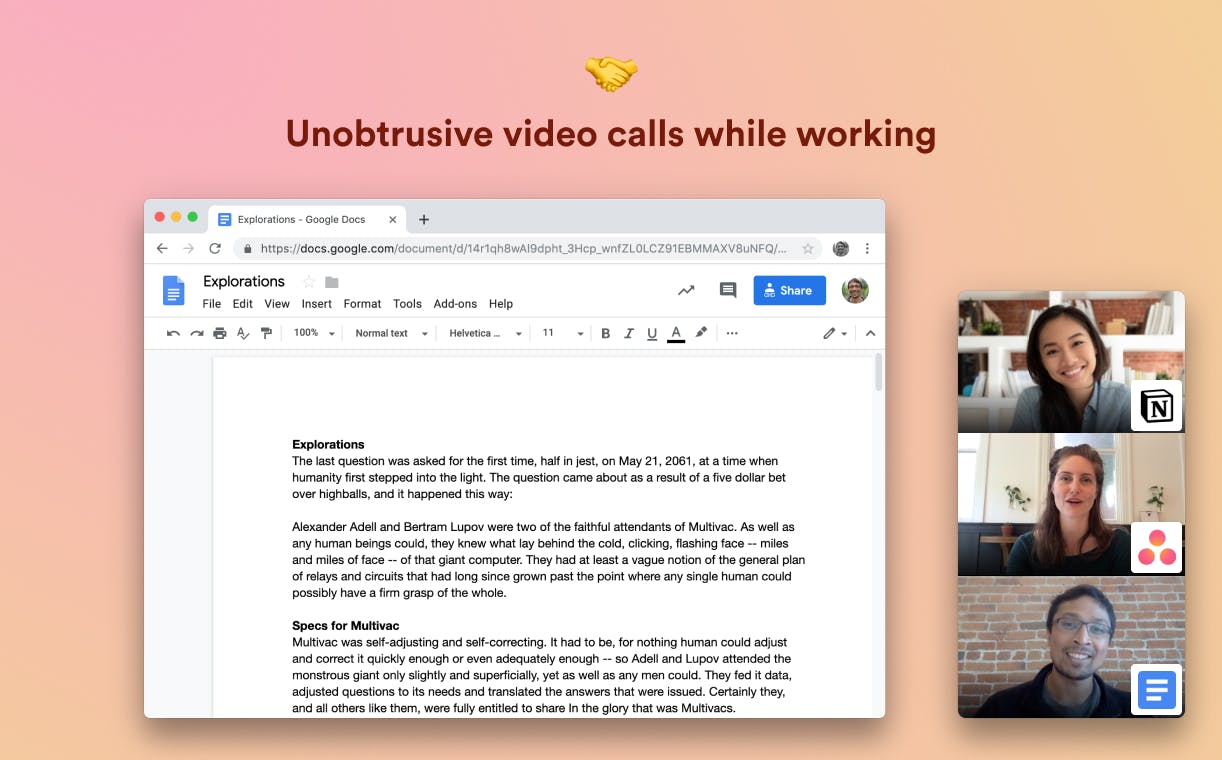 Unobtrusive video calls while working
Explorations - Google Docs
https://docs.google.com/document/d/14r1qh8wAl9dpht_3Hcp_wnfZL0LCZ91EBMMAXV8uNFQ/...
Explorations
File Edit View Insert Format Tools Add-ons Help
Share
100% Normal text Helvetica ... 11 B I U A
Explorations
The last question was asked for the first time, half in jest, on May 21, 2061, at a time when
humanity first stepped into the light. The question came about as a result of a five dollar bet
over highballs, and it happened this way:
Alexander Adell and Bertram Lupov were two of the faithful attendants of Multivac. As well as
any human beings could, they knew what lay behind the cold, clicking, flashing face -- miles
and miles of face -- of that giant computer. They had at least a vague notion of the general plan
of relays and circuits that had long since grown past the point where any single human could
possibly have a firm grasp of the whole.
Specs for Multivac
Multivac was self-adjusting and self-correcting. It had to be, for nothing human could adjust
and correct it quickly enough or even adequately enough -- so Adell and Lupov attended the
monstrous giant only slightly and superficially, yet as well as any men could. They fed it data,
adjusted questions to its needs and translated the answers that were issued. Certainly they,
and all others like them, were fully entitled to share In the glory that was Multivacs.
N